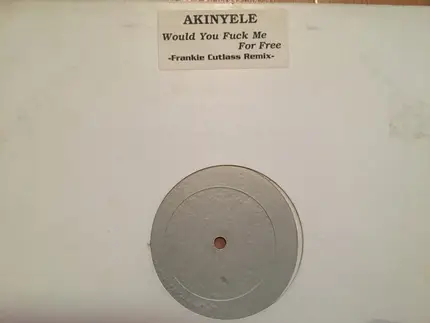 AKINYELE
Would You Fuck Me
For Free
-Frankie Cutlass Remix-